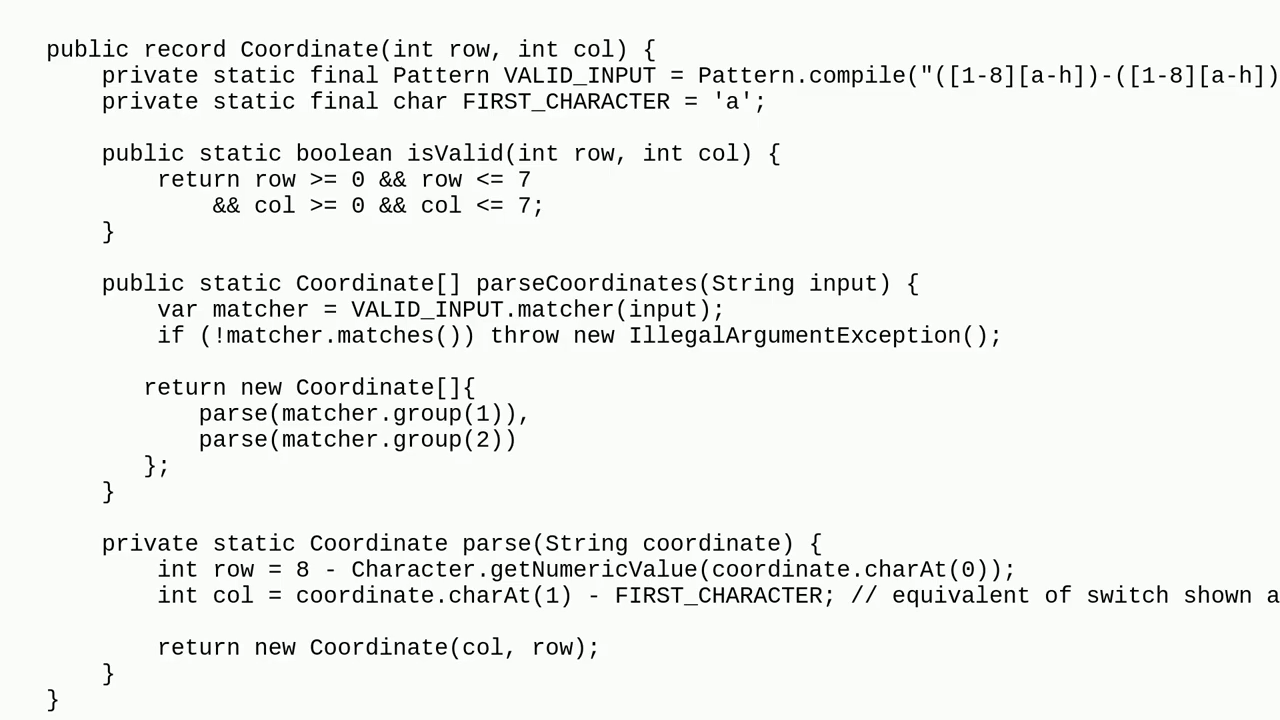 public record Coordinate(int row, int col) {
    private static final Pattern VALID_INPUT = Pattern.compile("([1-8][a-h])-([1-8][a-h])
    private static final char FIRST_CHARACTER = 'a';

    public static boolean isValid(int row, int col) {
        return row >= 0 && row <= 7
            && col >= 0 && col <= 7;
    }

    public static Coordinate[] parseCoordinates(String input) {
        var matcher = VALID_INPUT.matcher(input);
        if (!matcher.matches()) throw new IllegalArgumentException();

       return new Coordinate[]{
           parse(matcher.group(1)),
           parse(matcher.group(2))
       };
    }

    private static Coordinate parse(String coordinate) {
        int row = 8 - Character.getNumericValue(coordinate.charAt(0));
        int col = coordinate.charAt(1) - FIRST_CHARACTER; // equivalent of switch shown a

        return new Coordinate(col, row);
    }
}